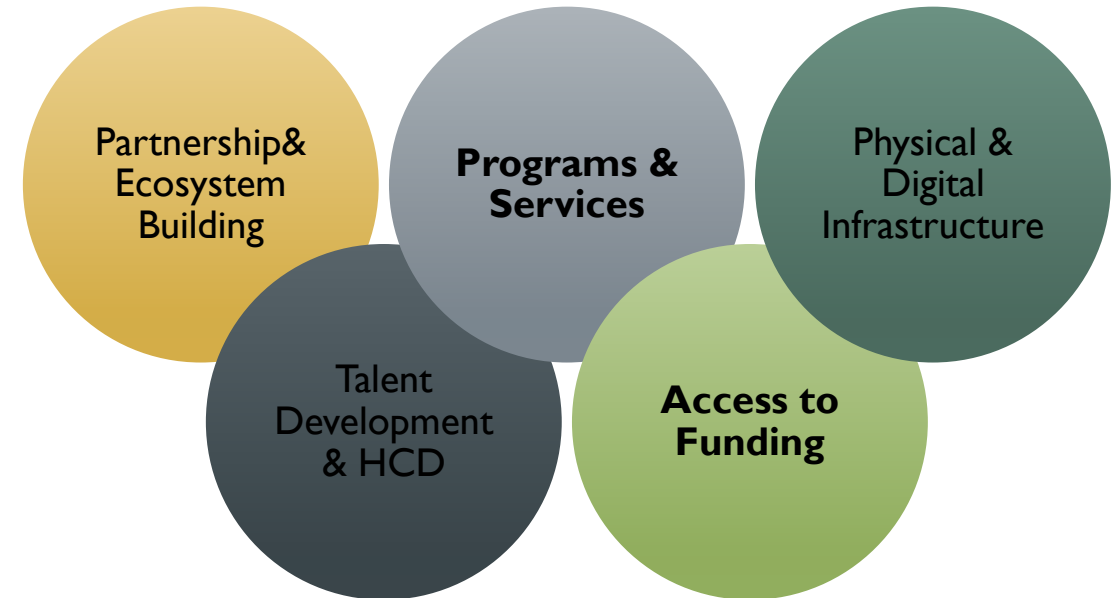 Partnership&
Ecosystem
Building
Programs &
Services
Physical &
Digital
Infrastructure
Talent
Development
& HCD
Access to
Funding